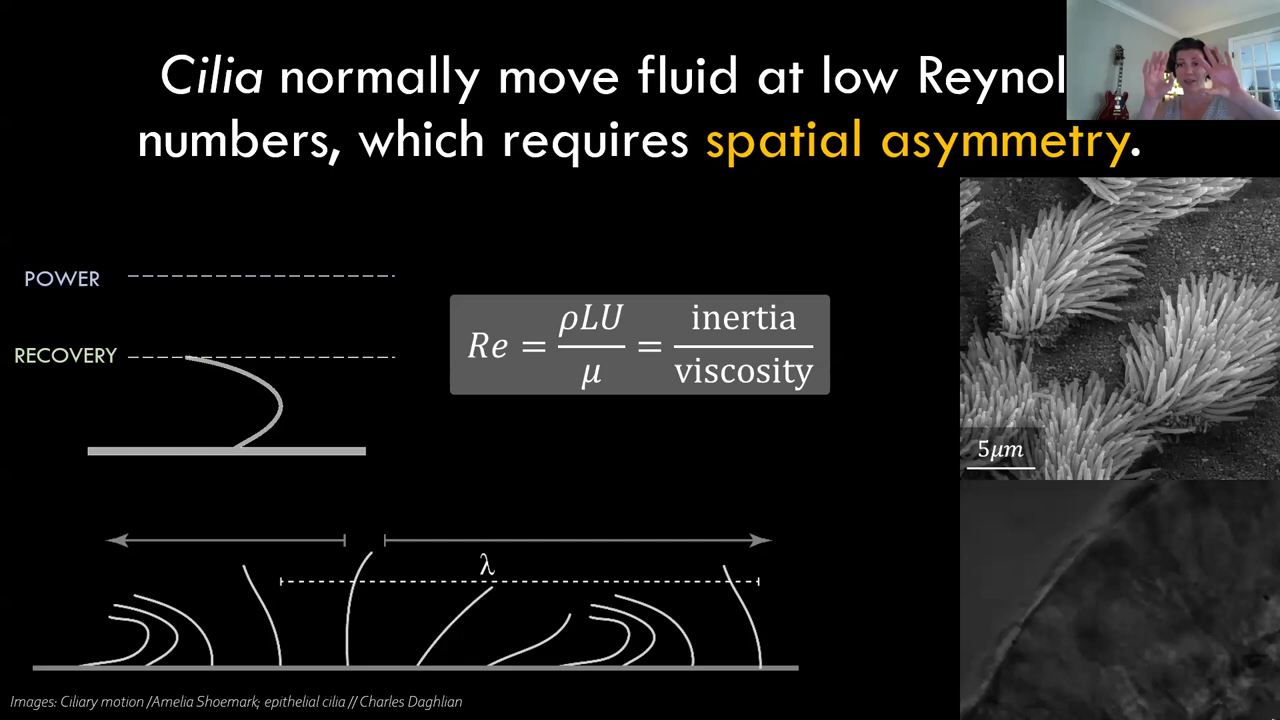 Cilia normally move fluid at low Reynol
numbers, which requires spatial asymmetry.
POWER
RECOVERY
Re = ρLU / μ = inertia / viscosity
5μm
λ
Images: Ciliary motion /Amelia Shoemark; epithelial cilia // Charles Daghlian